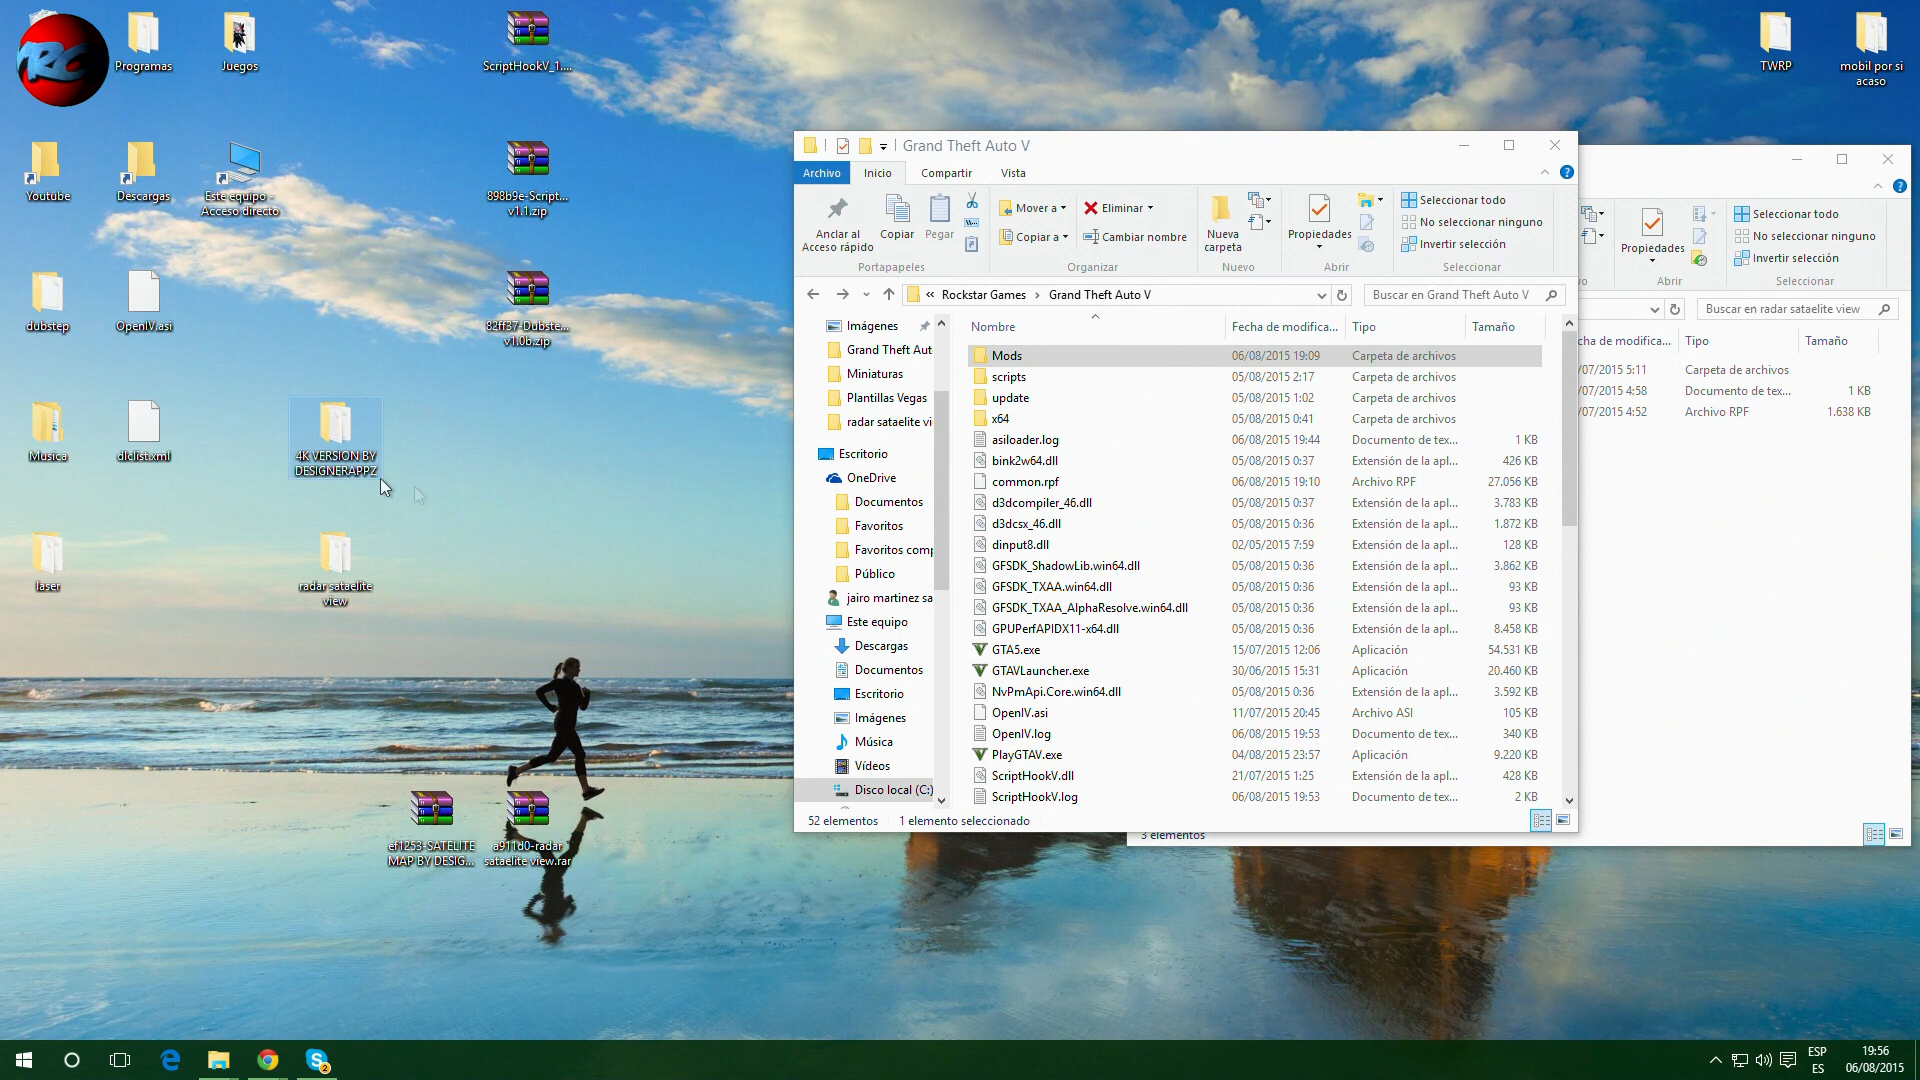 RC
Programas
Juegos
ScriptHookV_1....
TWRP
mobil por si
acaso
Youtube
Descargas
Este equipo -
Acceso directo
898b9e-Script...
v1.1.zip
dubstep
OpenIV.asi
82ff37-Dubste...
v1.0b.zip
Musica
dlclist.xml
4K VERSION BY
DESIGNERAPPZ
laser
radar sataelite
view
ef1253-SATELITE
MAP BY DESIG...
a911d0-radar
sataelite view.rar
Grand Theft Auto V
Archivo
Inicio
Compartir
Vista
Anclar al
Acceso rápido
Copiar
Pegar
Mover a
Copiar a
Eliminar
Cambiar nombre
Nueva
carpeta
Propiedades
Seleccionar todo
No seleccionar ninguno
Invertir selección
Portapapeles
Organizar
Nuevo
Abrir
Seleccionar
« Rockstar Games › Grand Theft Auto V
Buscar en Grand Theft Auto V
Imágenes
Grand Theft Aut
Miniaturas
Plantillas Vegas
radar sataelite vi
Escritorio
OneDrive
Documentos
Favoritos
Favoritos comp
Público
jairo martinez sa
Este equipo
Descargas
Documentos
Escritorio
Imágenes
Música
Vídeos
Disco local (C:)
Nombre Fecha de modifica... Tipo Tamaño
Mods 06/08/2015 19:09 Carpeta de archivos
scripts 05/08/2015 2:17 Carpeta de archivos
update 05/08/2015 1:02 Carpeta de archivos
x64 05/08/2015 0:41 Carpeta de archivos
asiloader.log 06/08/2015 19:44 Documento de tex... 1 KB
bink2w64.dll 05/08/2015 0:37 Extensión de la apl... 426 KB
common.rpf 06/08/2015 19:10 Archivo RPF 27.056 KB
d3dcompiler_46.dll 05/08/2015 0:37 Extensión de la apl... 3.783 KB
d3dcsx_46.dll 05/08/2015 0:36 Extensión de la apl... 1.872 KB
dinput8.dll 02/05/2015 7:59 Extensión de la apl... 128 KB
GFSDK_ShadowLib.win64.dll 05/08/2015 0:36 Extensión de la apl... 3.862 KB
GFSDK_TXAA.win64.dll 05/08/2015 0:36 Extensión de la apl... 93 KB
GFSDK_TXAA_AlphaResolve.win64.dll 05/08/2015 0:36 Extensión de la apl... 93 KB
GPUPerfAPIDX11-x64.dll 05/08/2015 0:36 Extensión de la apl... 8.458 KB
GTA5.exe 15/07/2015 12:06 Aplicación 54.531 KB
GTAVLauncher.exe 30/06/2015 15:31 Aplicación 20.460 KB
NvPmApi.Core.win64.dll 05/08/2015 0:36 Extensión de la apl... 3.592 KB
OpenIV.asi 11/07/2015 20:45 Archivo ASI 105 KB
OpenIV.log 06/08/2015 19:53 Documento de tex... 340 KB
PlayGTAV.exe 04/08/2015 23:57 Aplicación 9.220 KB
ScriptHookV.dll 21/07/2015 1:25 Extensión de la apl... 428 KB
ScriptHookV.log 06/08/2015 19:53 Documento de tex... 2 KB
52 elementos 1 elemento seleccionado
Propiedades
Seleccionar todo
No seleccionar ninguno
Invertir selección
vo
Abrir
Seleccionar
Buscar en radar sataelite view
cha de modifica... Tipo Tamaño
/07/2015 5:11 Carpeta de archivos
/07/2015 4:58 Documento de tex... 1 KB
/07/2015 4:52 Archivo RPF 1.638 KB
3 elementos
2
ESP
ES
19:56
06/08/2015